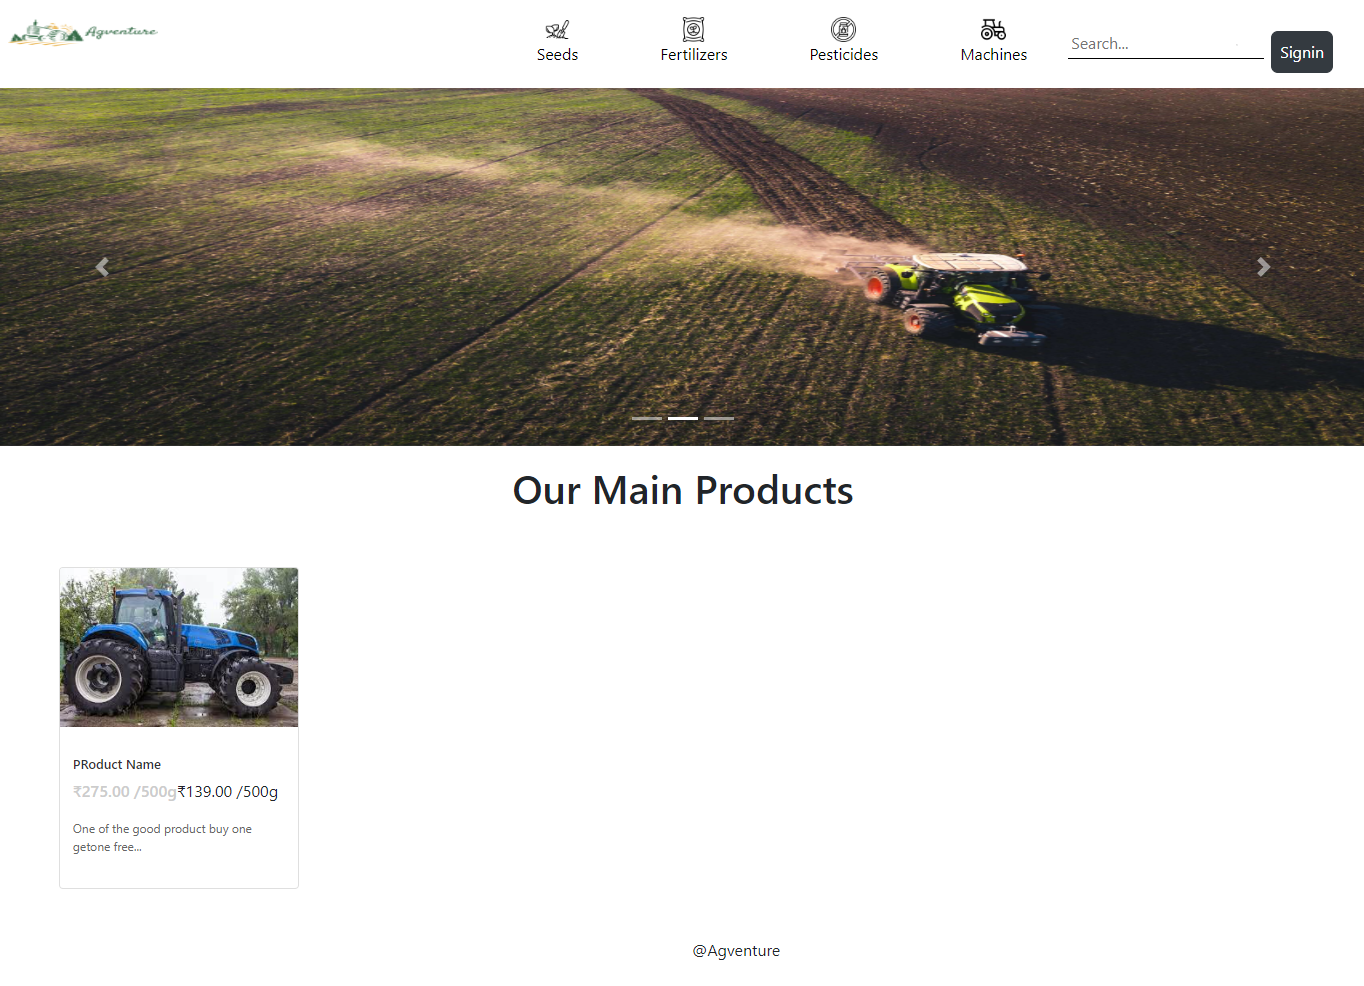 Agventure
Seeds
Fertilizers
Pesticides
Machines
Search...
Signin
Our Main Products
PRoduct Name
₹275.00 /500g₹139.00 /500g
One of the good product buy one
getone free...
@Agventure